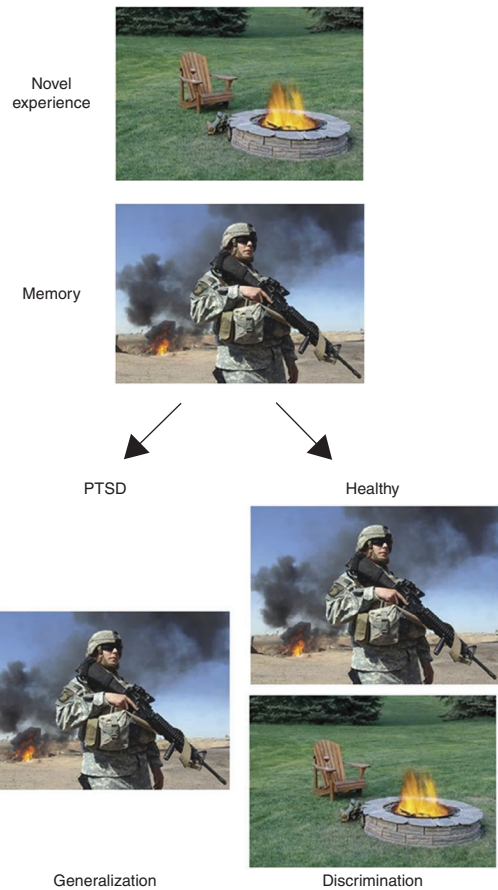 Novel
experience
Memory
PTSD
Healthy
Generalization
Discrimination